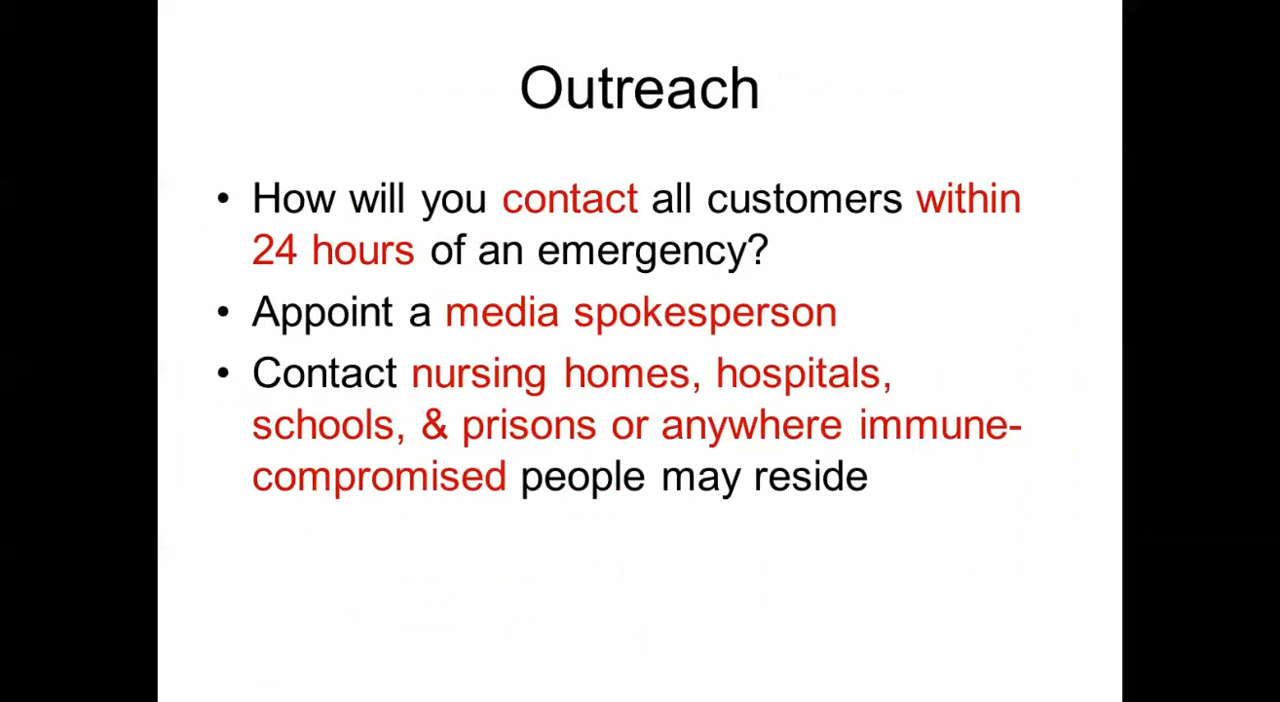 Outreach
• How will you contact all customers within
24 hours of an emergency?
• Appoint a media spokesperson
• Contact nursing homes, hospitals,
schools, & prisons or anywhere immune-
compromised people may reside